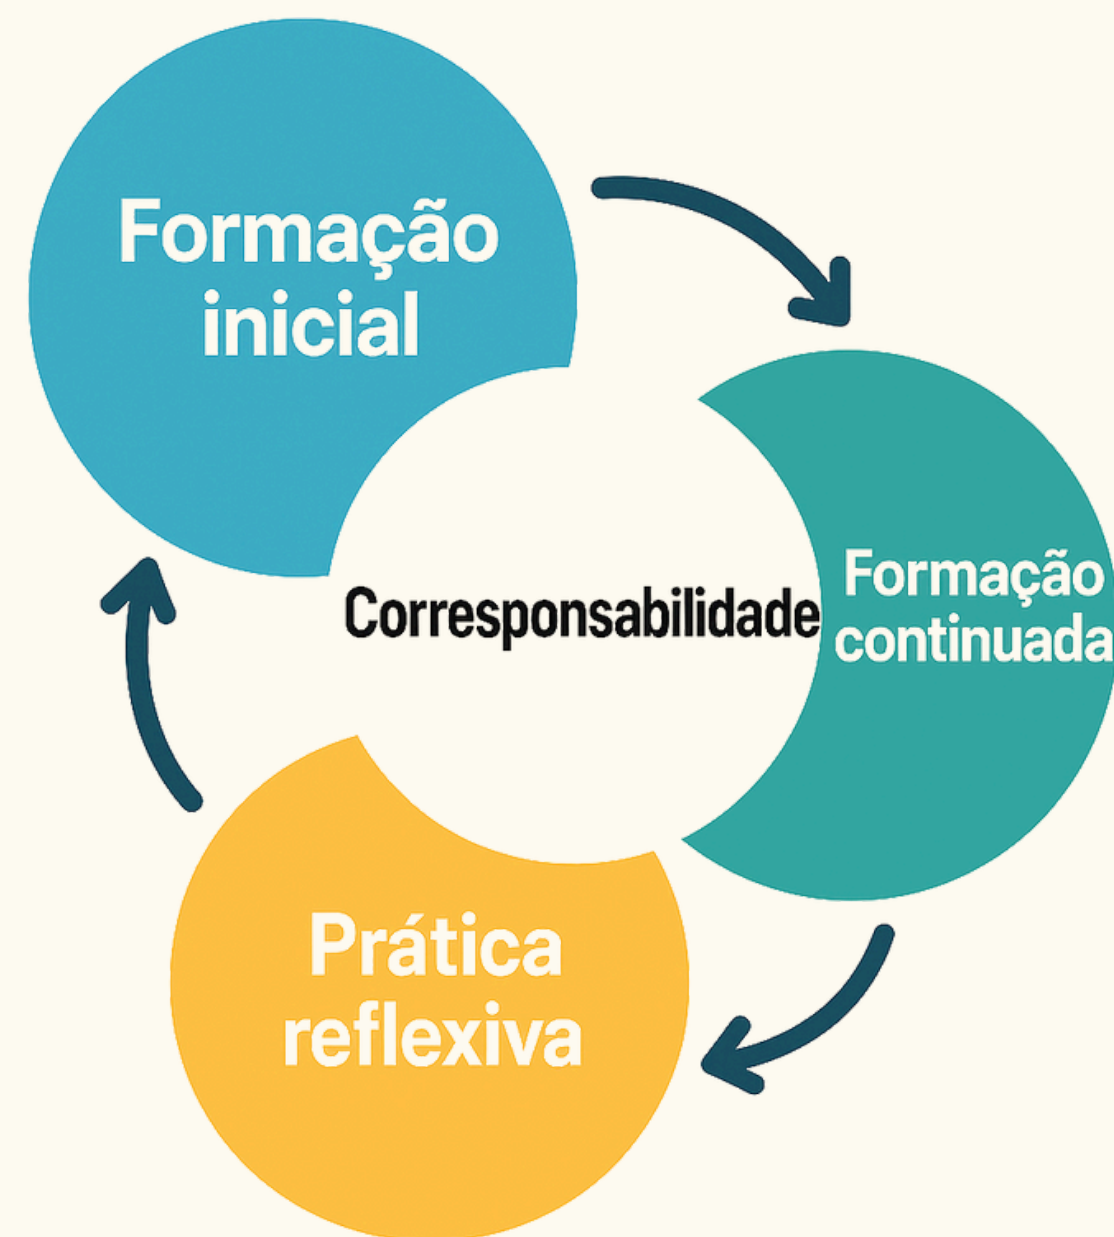 Formação
inicial
Corresponsabilidade
Formação
continuada
Prática
reflexiva